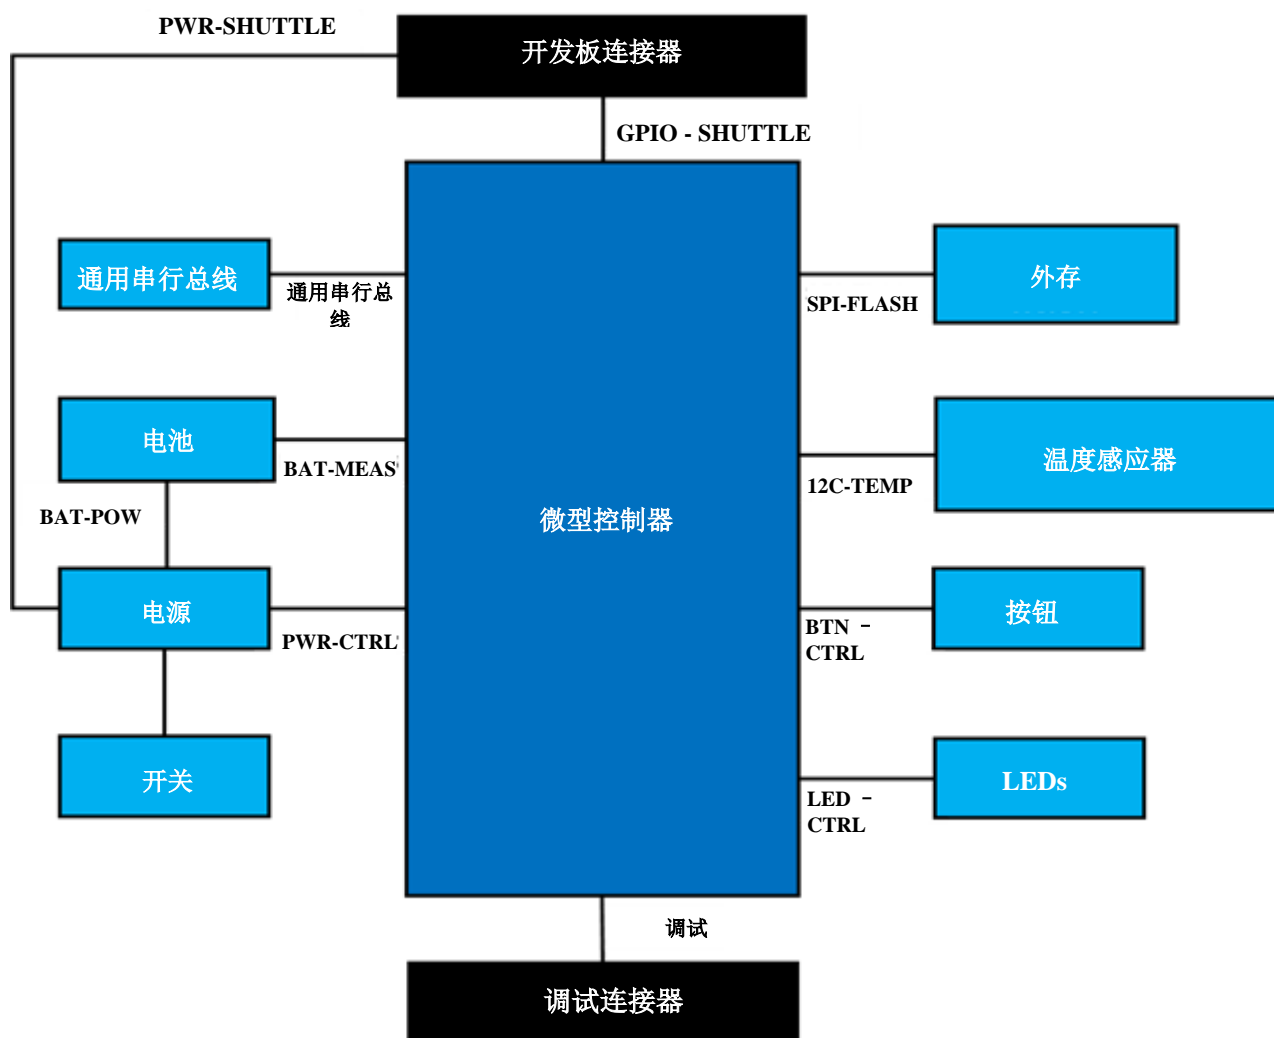 PWR-SHUTTLE
开发板连接器
GPIO - SHUTTLE
通用串行总线
通用串行总
线
SPI-FLASH
外存
电池
BAT-MEAS
BAT-POW
微型控制器
12C-TEMP
温度感应器
电源
PWR-CTRL
BTN －
CTRL
按钮
开关
LED －
CTRL
LEDs
调试
调试连接器